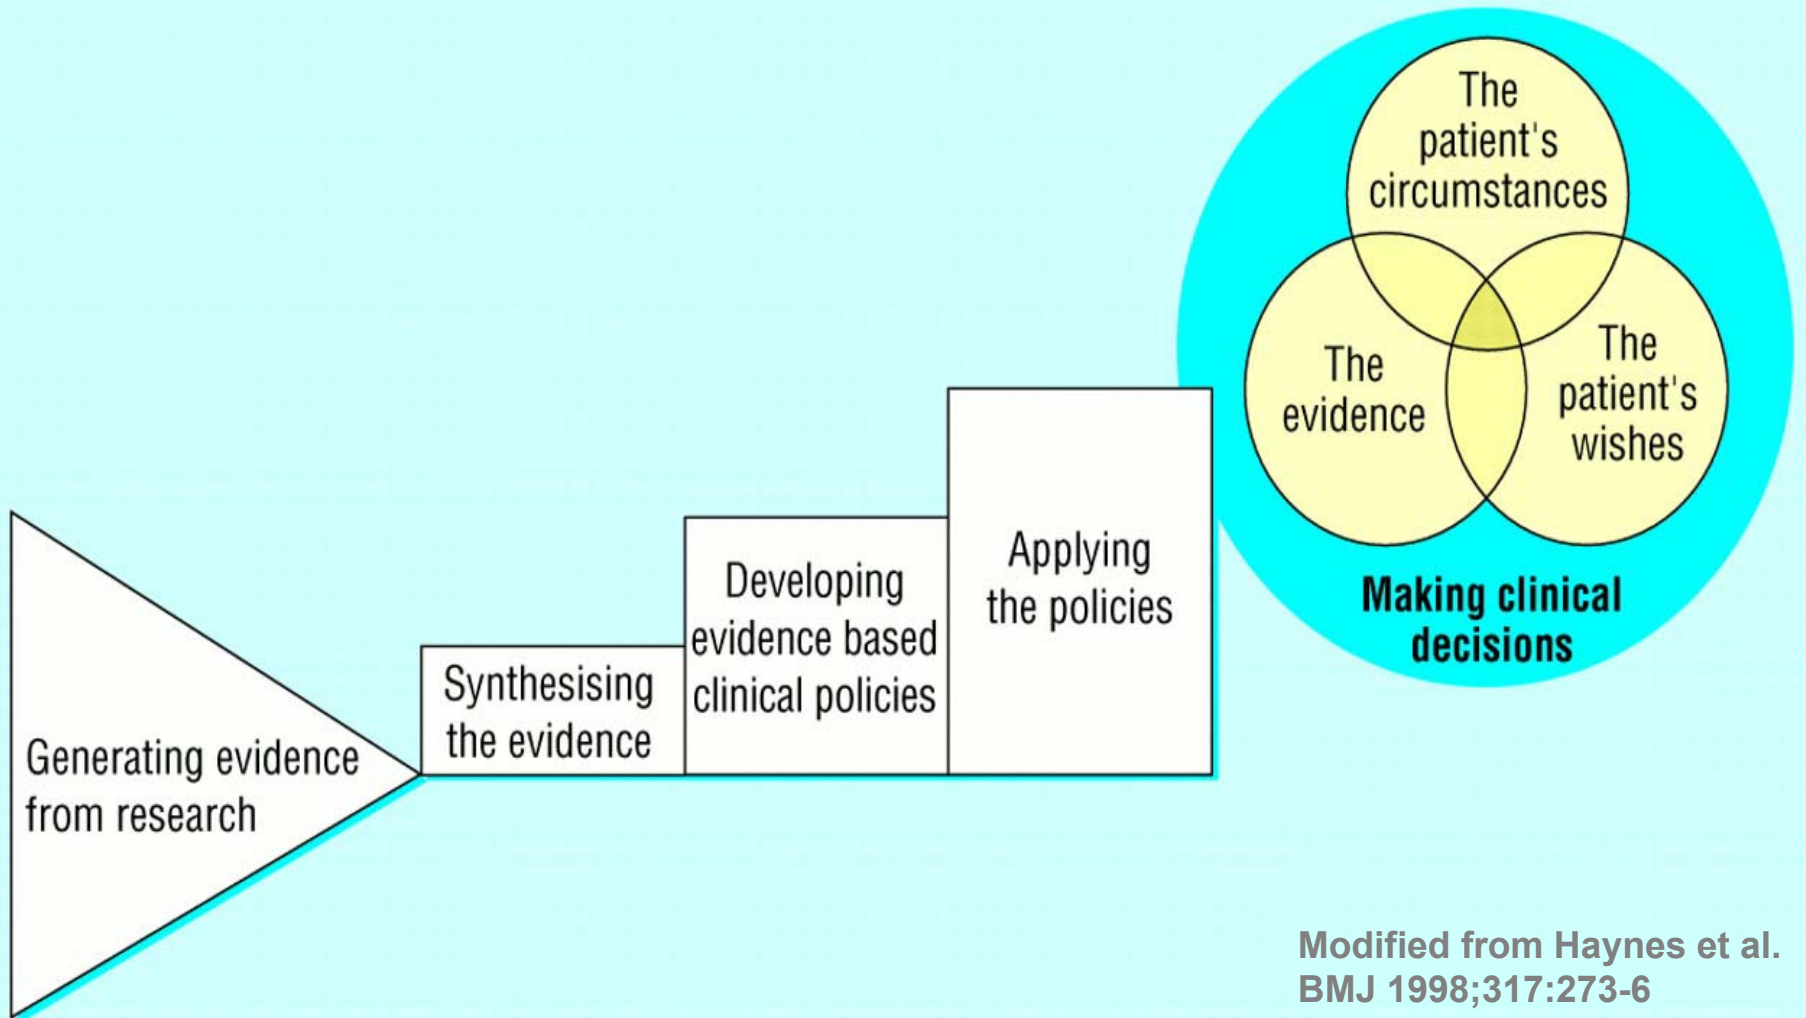 Generating evidence
from research
Synthesising
the evidence
Developing
evidence based
clinical policies
Applying
the policies
The
patient's
circumstances
The
evidence
The
patient's
wishes
Making clinical
decisions
Modified from Haynes et al.
BMJ 1998;317:273-6